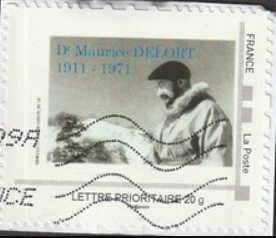 Dr Maurice DELORT
1911 - 1971
FRANCE
La Poste
LETTRE PRIORITAIRE 20 g